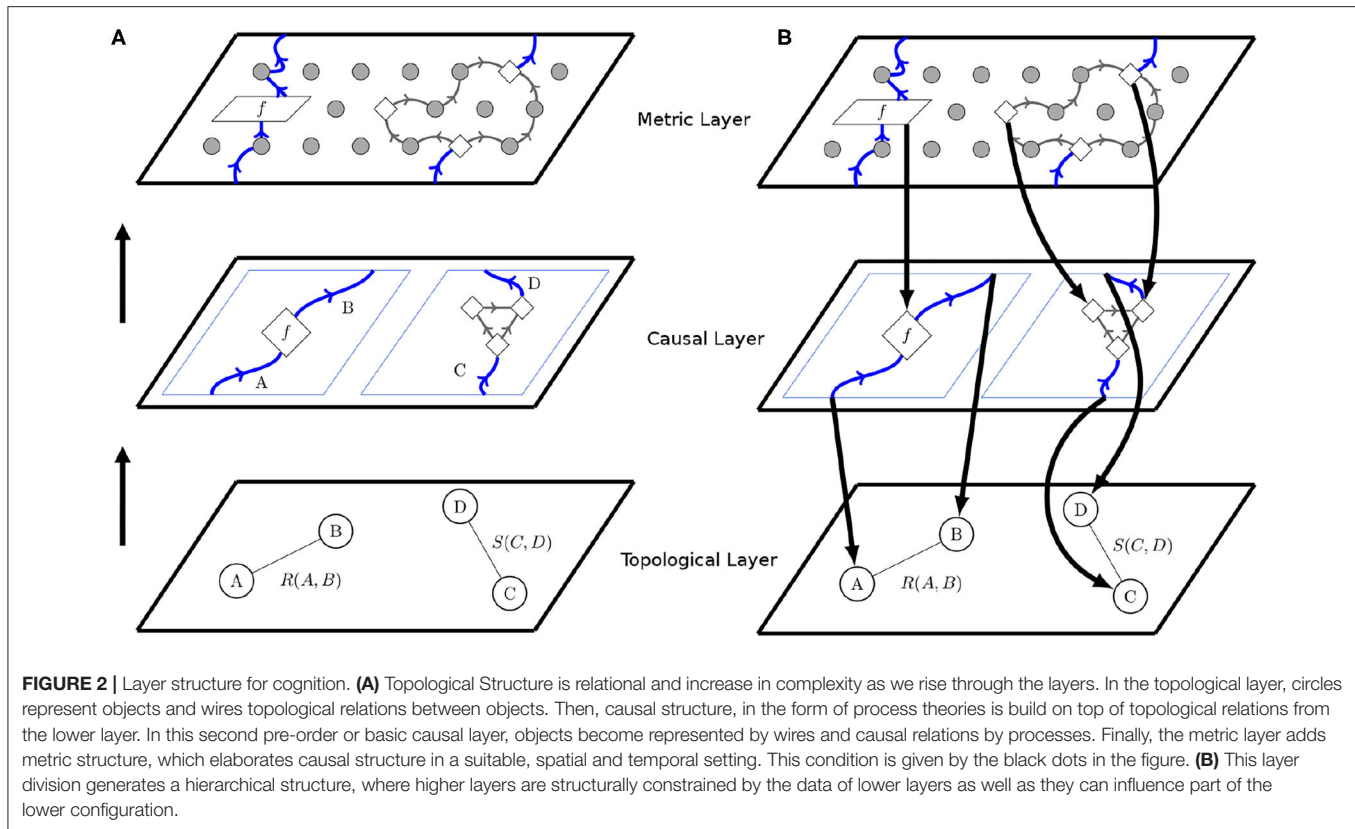 A
B
f
f
Metric Layer
B
D
f
f
A
C
Causal Layer
D
D
B
S(C, D)
B
S(C, D)
A
R(A, B)
C
A
R(A, B)
C
Topological Layer
FIGURE 2 | Layer structure for cognition. (A) Topological Structure is relational and increase in complexity as we rise through the layers. In the topological layer, circles
represent objects and wires topological relations between objects. Then, causal structure, in the form of process theories is build on top of topological relations from
the lower layer. In this second pre-order or basic causal layer, objects become represented by wires and causal relations by processes. Finally, the metric layer adds
metric structure, which elaborates causal structure in a suitable, spatial and temporal setting. This condition is given by the black dots in the figure. (B) This layer
division generates a hierarchical structure, where higher layers are structurally constrained by the data of lower layers as well as they can influence part of the
lower configuration.